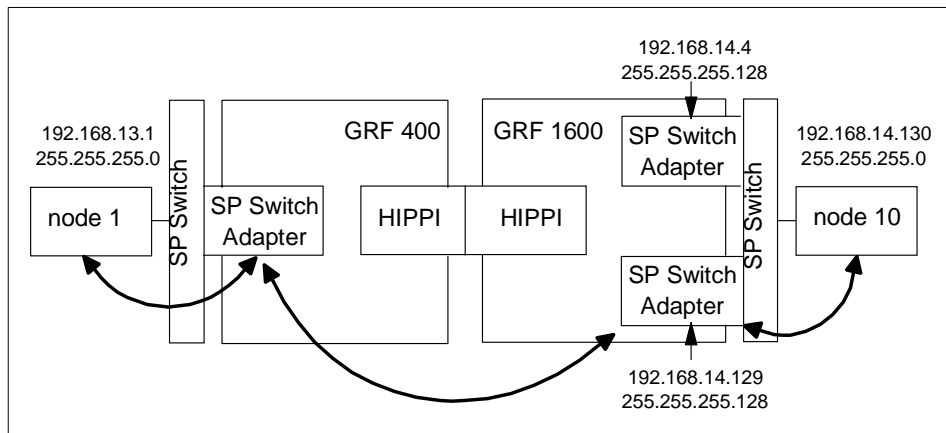 192.168.14.4
255.255.255.128
GRF 400
GRF 1600
192.168.13.1
255.255.255.0
SP Switch
Adapter
192.168.14.130
255.255.255.0
node 1
SP Switch
SP Switch
Adapter
HIPPI
HIPPI
SP Switch
node 10
SP Switch
Adapter
192.168.14.129
255.255.255.128